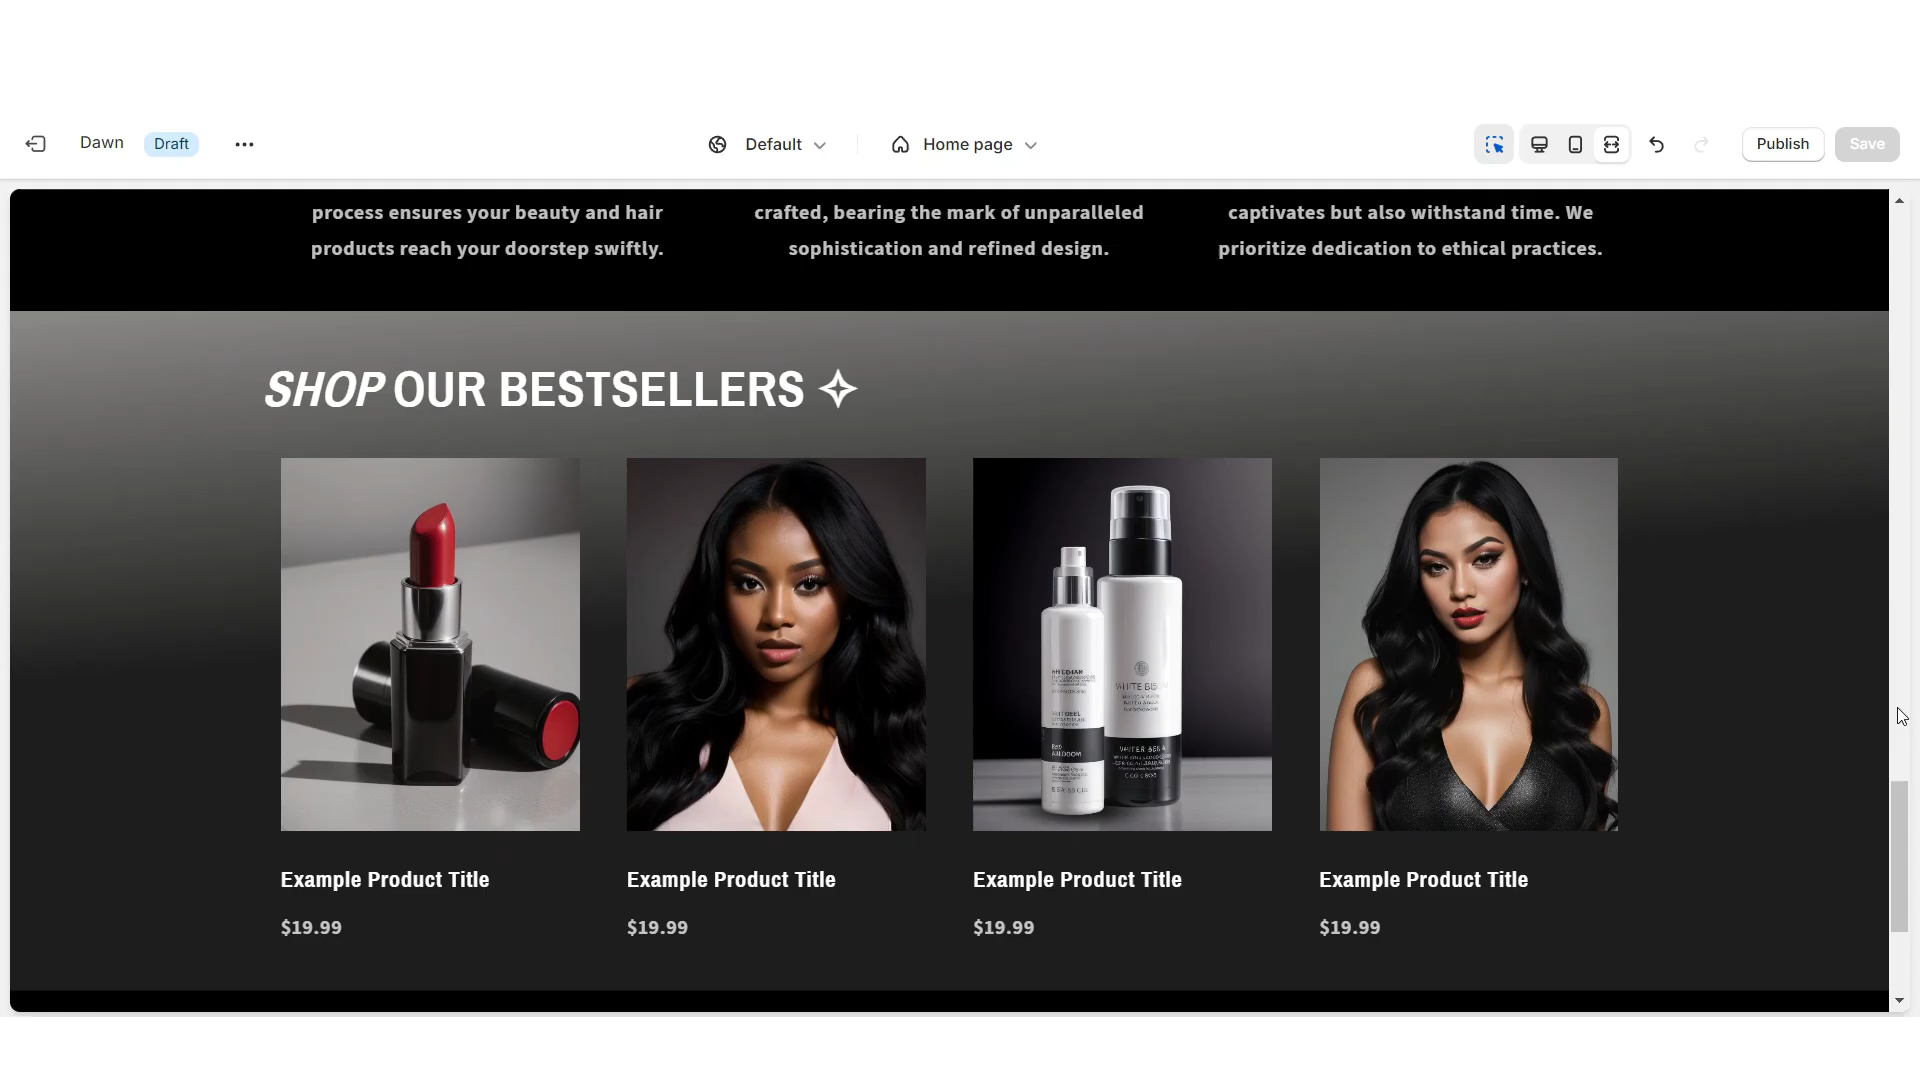 Dawn Draft
Default
Home page
Publish
Save
process ensures your beauty and hair
products reach your doorstep swiftly.
crafted, bearing the mark of unparalleled
sophistication and refined design.
captivates but also withstand time. We
prioritize dedication to ethical practices.
SHOP OUR BESTSELLERS
Example Product Title
$19.99
Example Product Title
$19.99
Example Product Title
$19.99
Example Product Title
$19.99